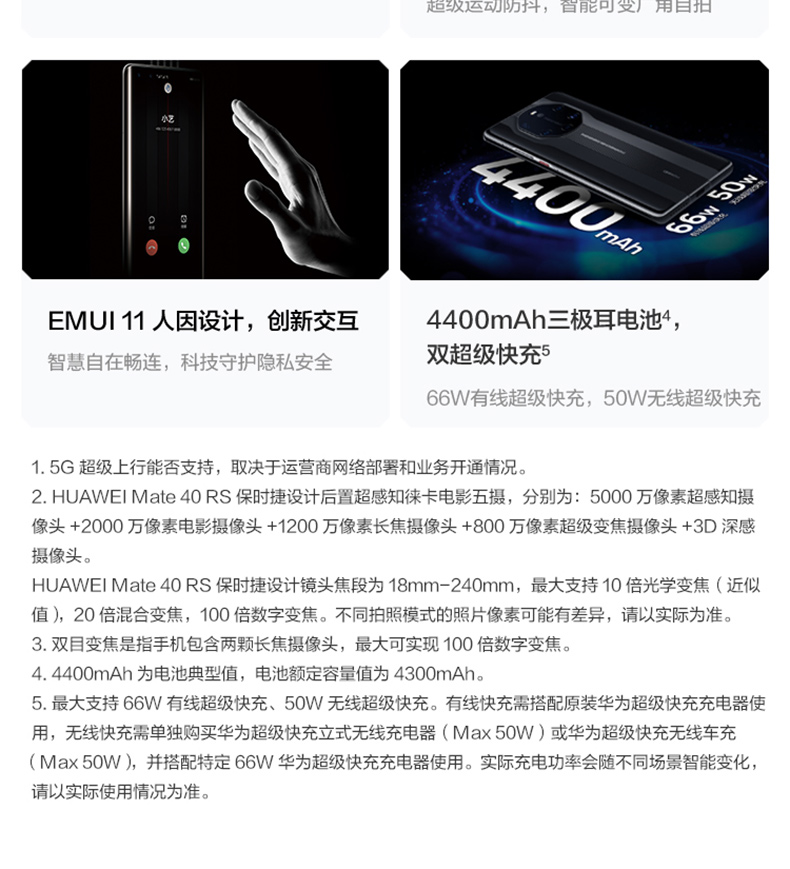 超级运动防抖，智能可变广角自拍
小艺
4400mAh
66W 50W
EMUI 11 人因设计，创新交互
智慧自在畅连，科技守护隐私安全
4400mAh三极耳电池4，
双超级快充5
66W有线超级快充，50W无线超级快充
1. 5G 超级上行能否支持，取决于运营商网络部署和业务开通情况。
2. HUAWEI Mate 40 RS 保时捷设计后置超感知徕卡电影五摄，分别为：5000 万像素超感知摄
像头 +2000 万像素电影摄像头 +1200 万像素长焦摄像头 +800 万像素超级变焦摄像头 +3D 深感
摄像头。
HUAWEI Mate 40 RS 保时捷设计镜头焦段为 18mm-240mm，最大支持 10 倍光学变焦（近似
值），20 倍混合变焦，100 倍数字变焦。不同拍照模式的照片像素可能有差异，请以实际为准。
3. 双目变焦是指手机包含两颗长焦摄像头，最大可实现 100 倍数字变焦。
4. 4400mAh 为电池典型值，电池额定容量值为 4300mAh。
5. 最大支持 66W 有线超级快充、50W 无线超级快充。有线快充需搭配原装华为超级快充充电器使
用，无线快充需单独购买华为超级快充立式无线充电器（Max 50W）或华为超级快充无线车充
（Max 50W），并搭配特定 66W 华为超级快充充电器使用。实际充电功率会随不同场景智能变化，
请以实际使用情况为准。